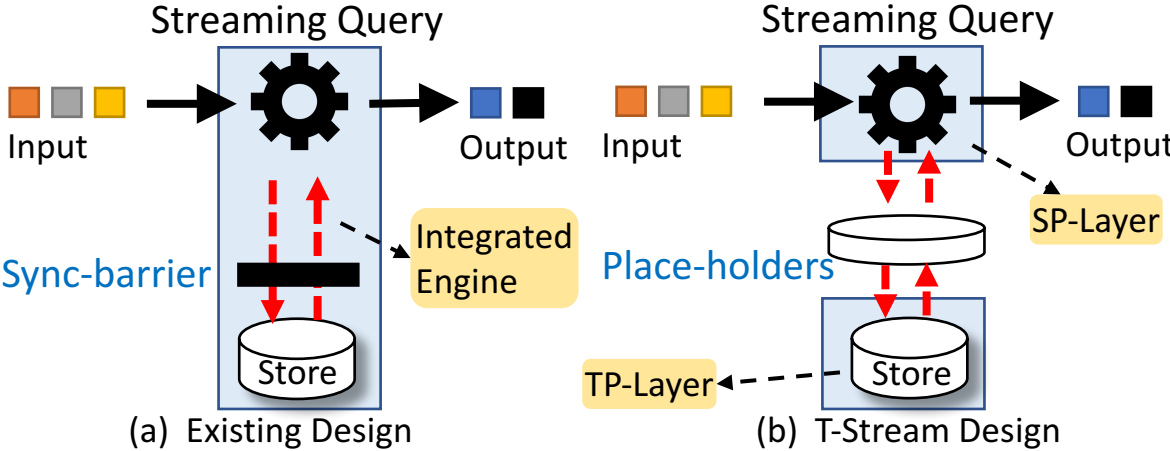 Streaming Query
Input
Output
Integrated
Engine
Sync-barrier
Store
(a) Existing Design
Streaming Query
Input
Output
SP-Layer
Place-holders
TP-Layer
Store
(b) T-Stream Design